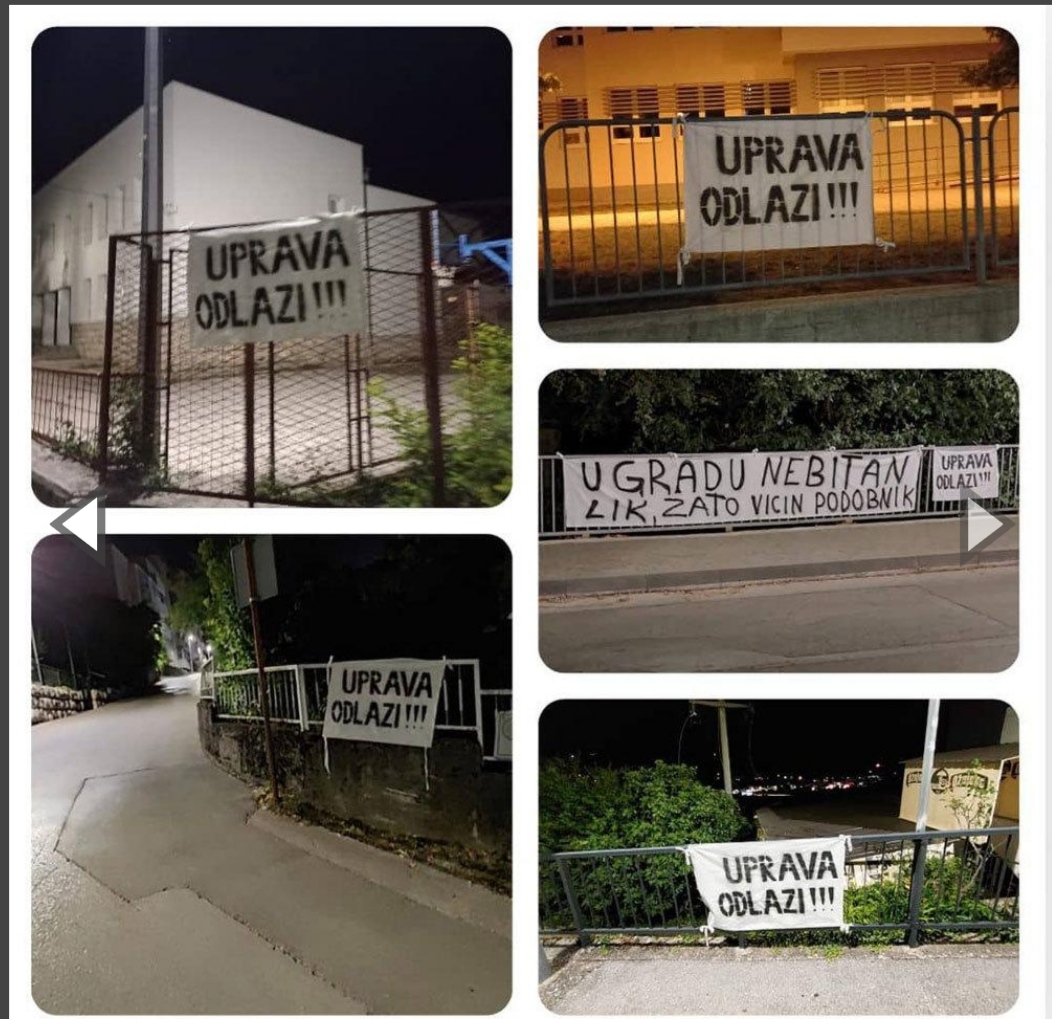 UPRAVA
ODLAZI!!!
UPRAVA
ODLAZI!!!
U GRADU NEBITAN
LIK, ZATO VICIN PODOBNIK
UPRAVA
ODLAZI!!!
UPRAVA
ODLAZI!!!
UPRAVA
ODLAZI!!!